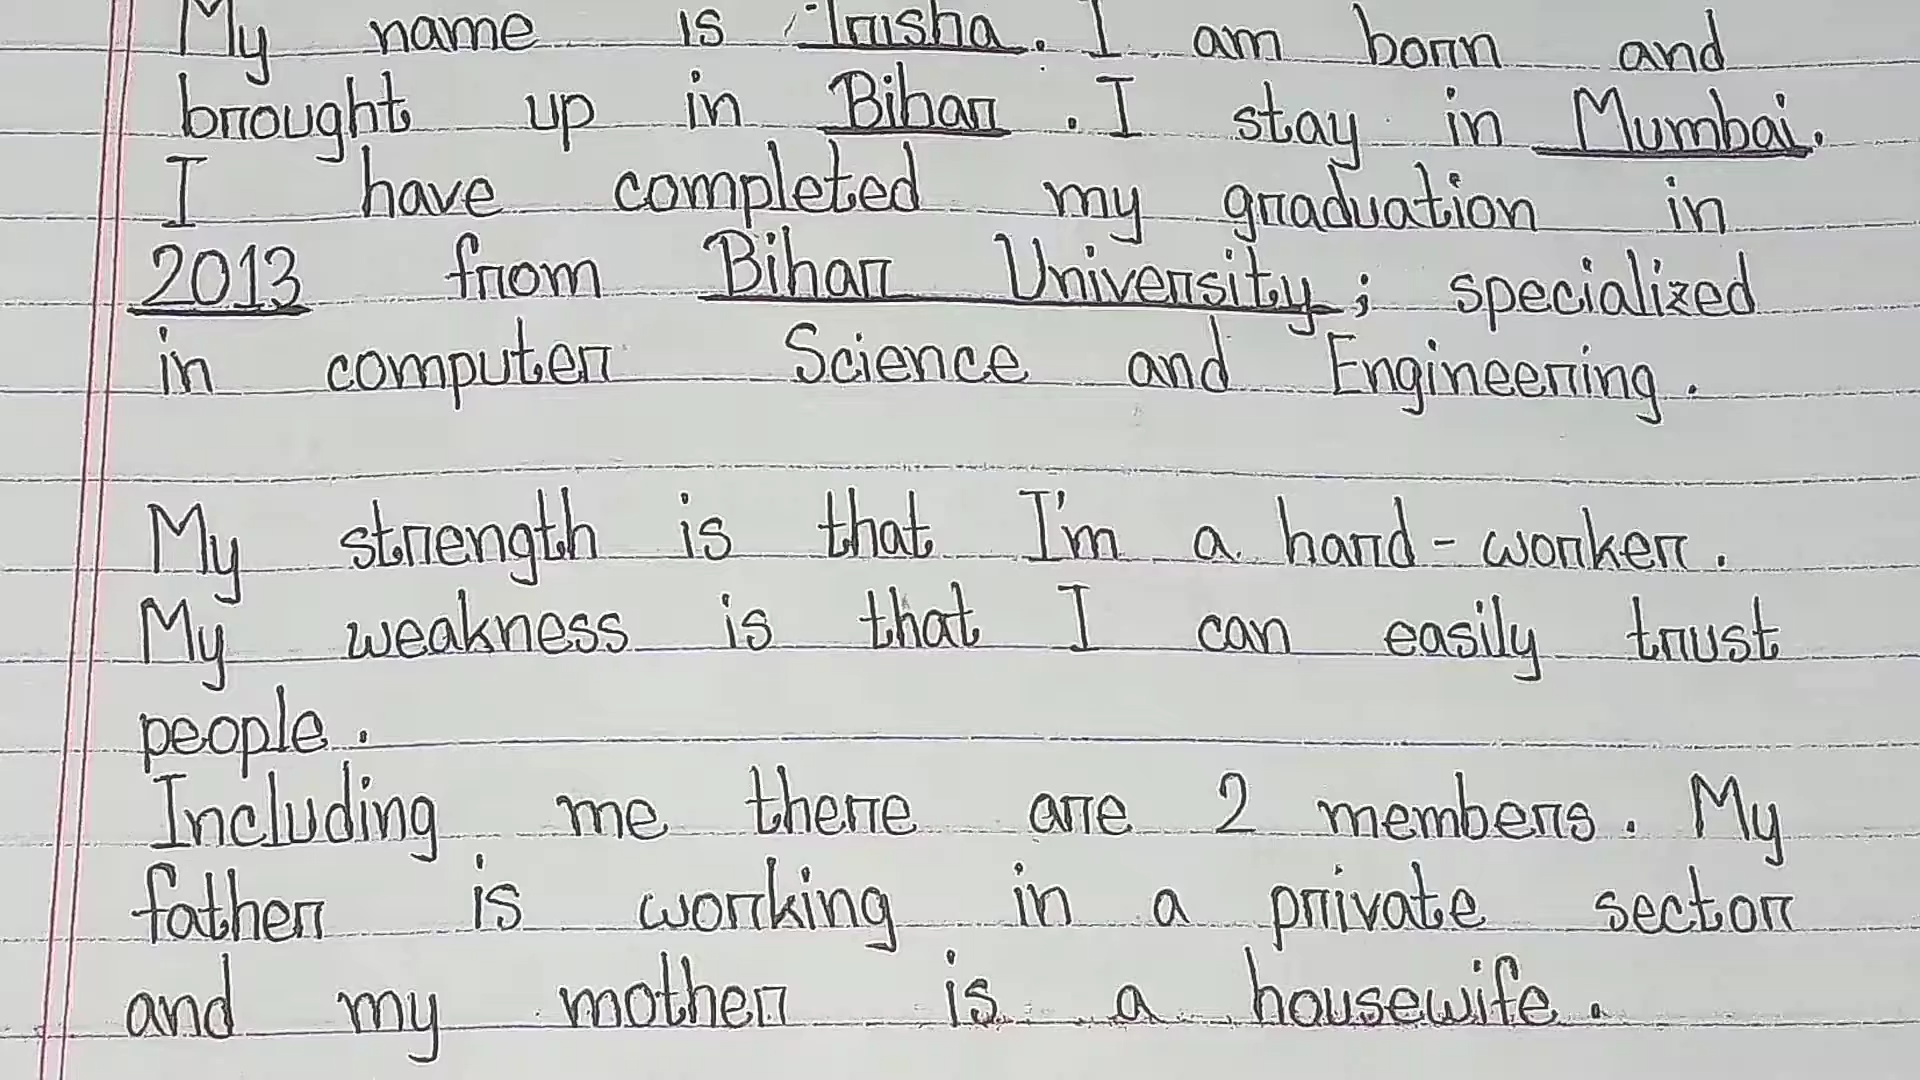 My name is Trisha. I am born and
brought up in Bihar. I stay in Mumbai.
I have completed my graduation in
2013 from Bihar University; specialized
in computer Science and Engineering.
My strength is that I'm a hard-worker.
My weakness is that I can easily trust
people.
Including me there are 2 members. My
father is working in a private sector
and my mother is a housewife.